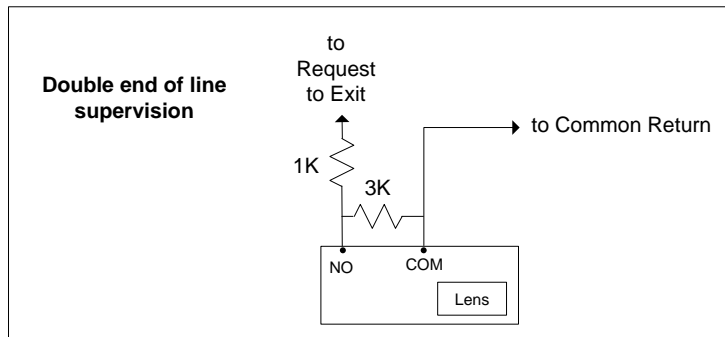 Double end of line
supervision
to
Request
to Exit
to Common Return
1K
3K
NO
COM
Lens